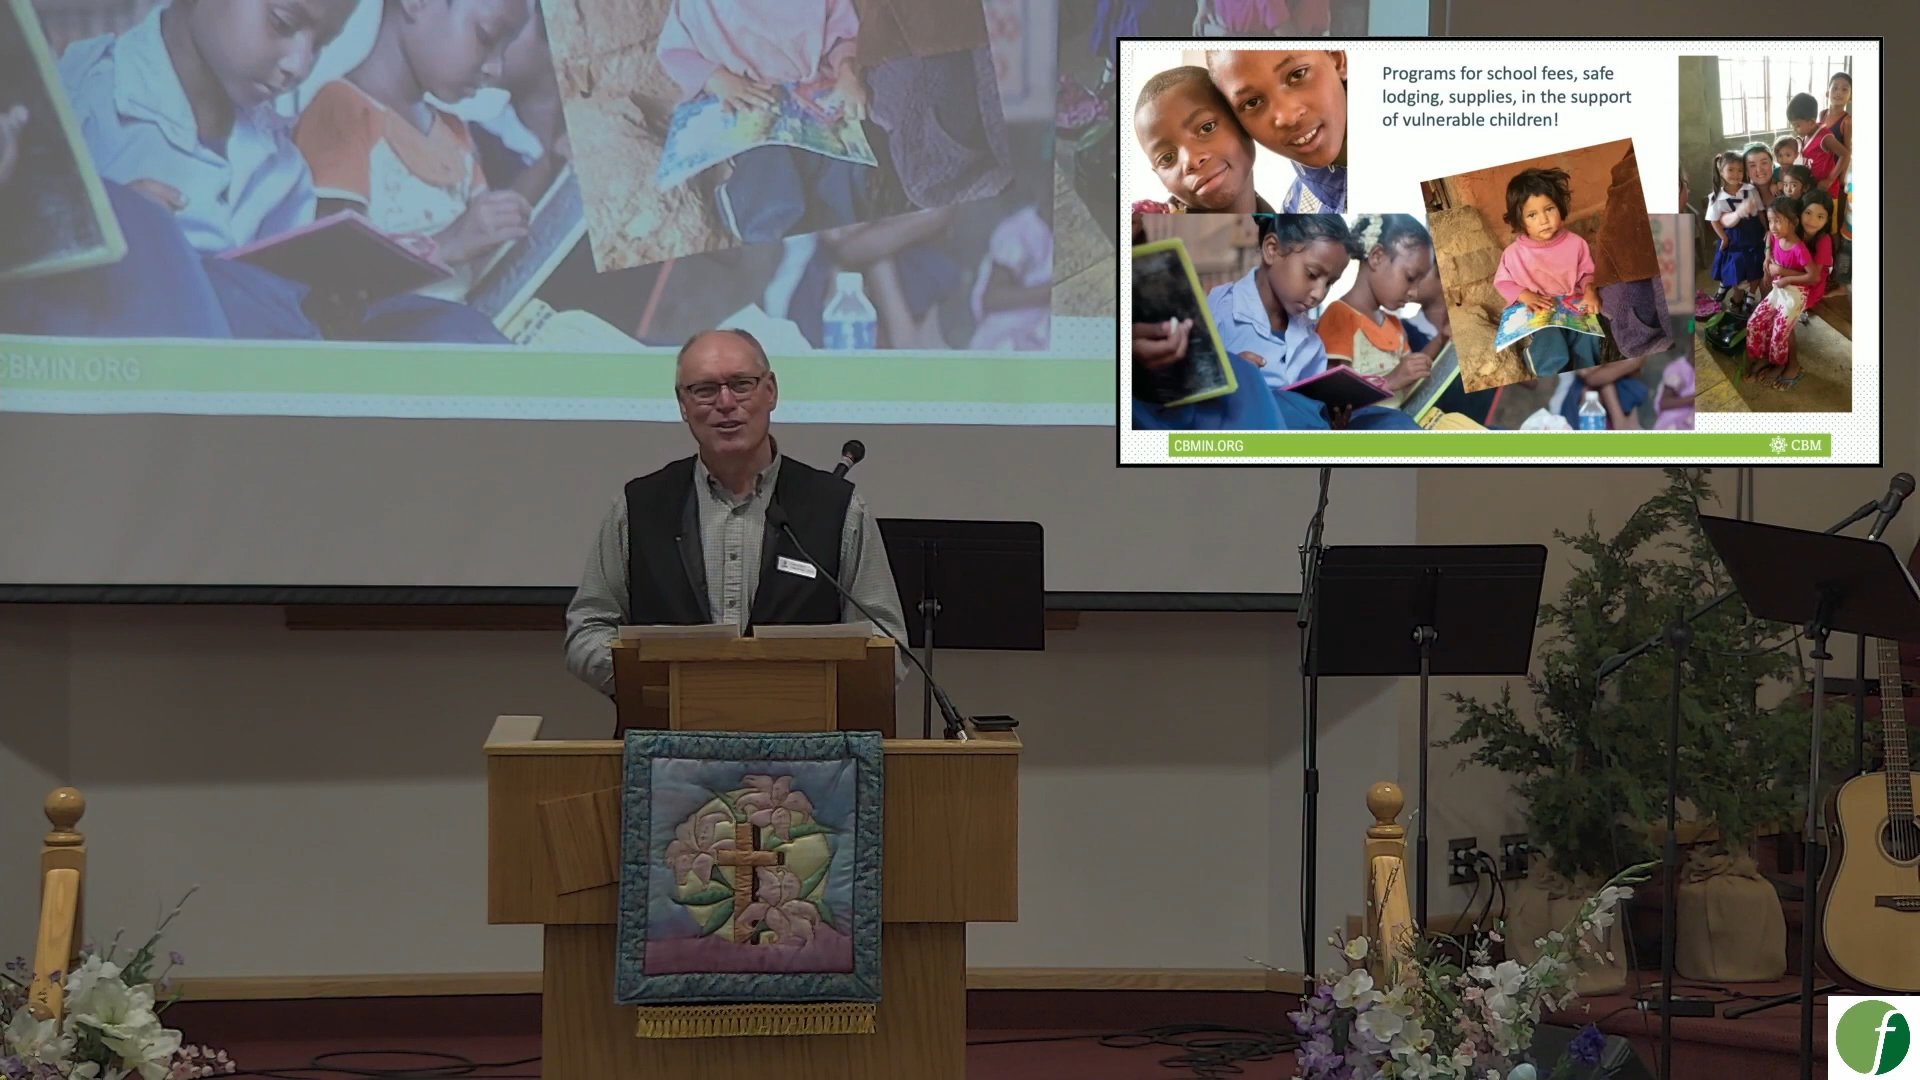 Programs for school fees, safe
lodging, supplies, in the support
of vulnerable children!
CBMIN.ORG
CBMIN.ORG
CBM
f